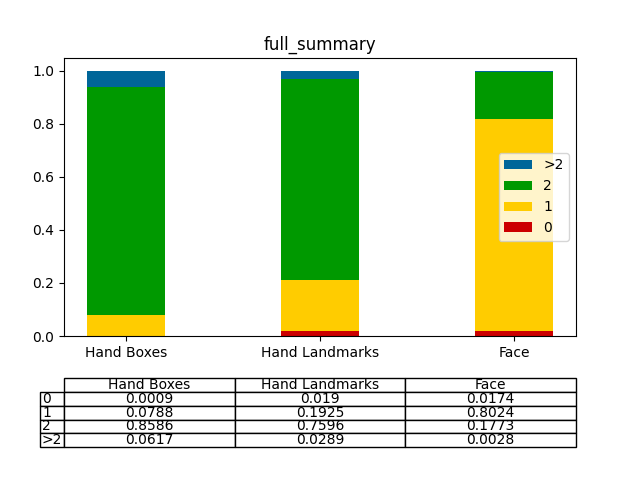 full_summary
1.0
0.8
0.6
0.4
0.2
0.0
>2
2
1
0
Hand Boxes Hand Landmarks Face
Hand Boxes Hand Landmarks Face
0 0.0009 0.019 0.0174
1 0.0788 0.1925 0.8024
2 0.8586 0.7596 0.1773
>2 0.0617 0.0289 0.0028